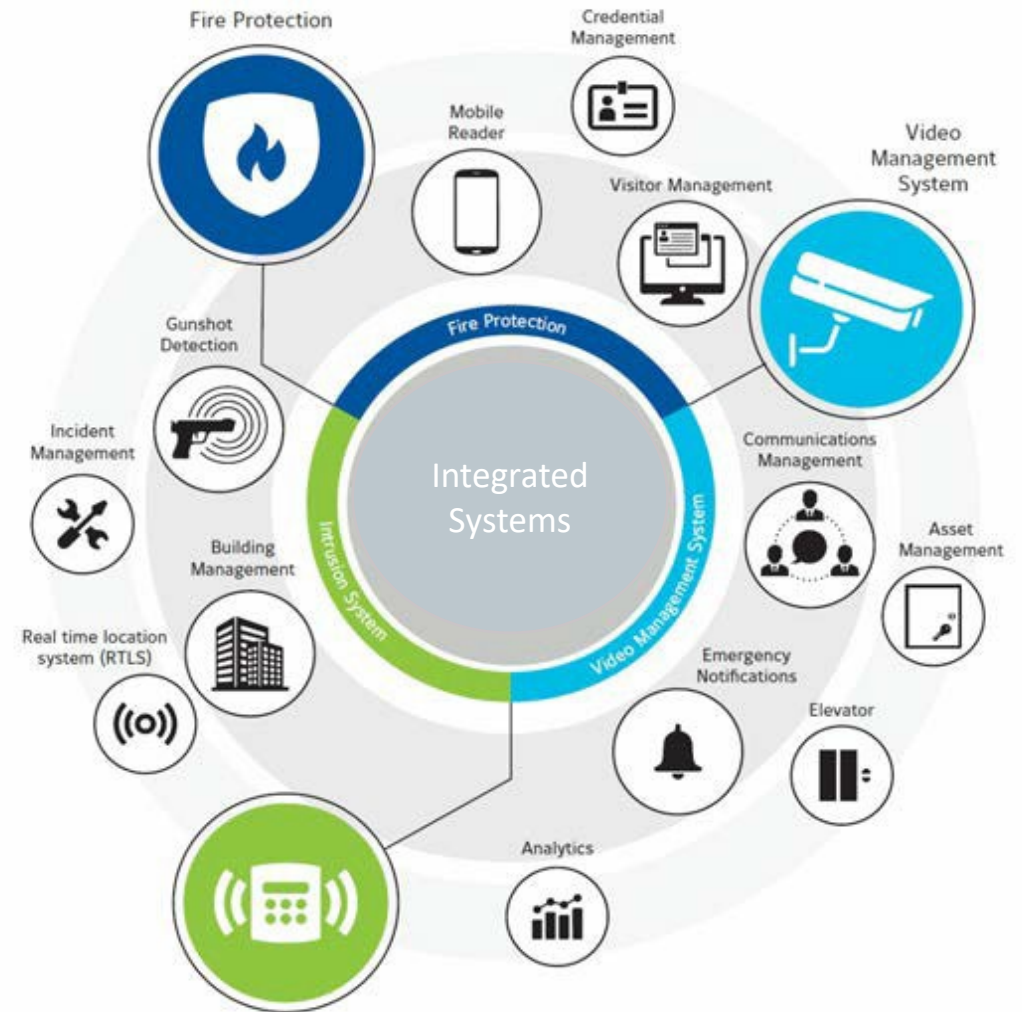 Fire Protection
Credential
Management
Mobile
Reader
Video
Management
System
Visitor Management
Fire Protection
Gunshot
Detection
Incident
Management
Communications
Management
Integrated
Systems
Intrusion System
Video Management System
Asset
Management
Building
Management
Real time location
system (RTLS)
Emergency
Notifications
Elevator
Analytics